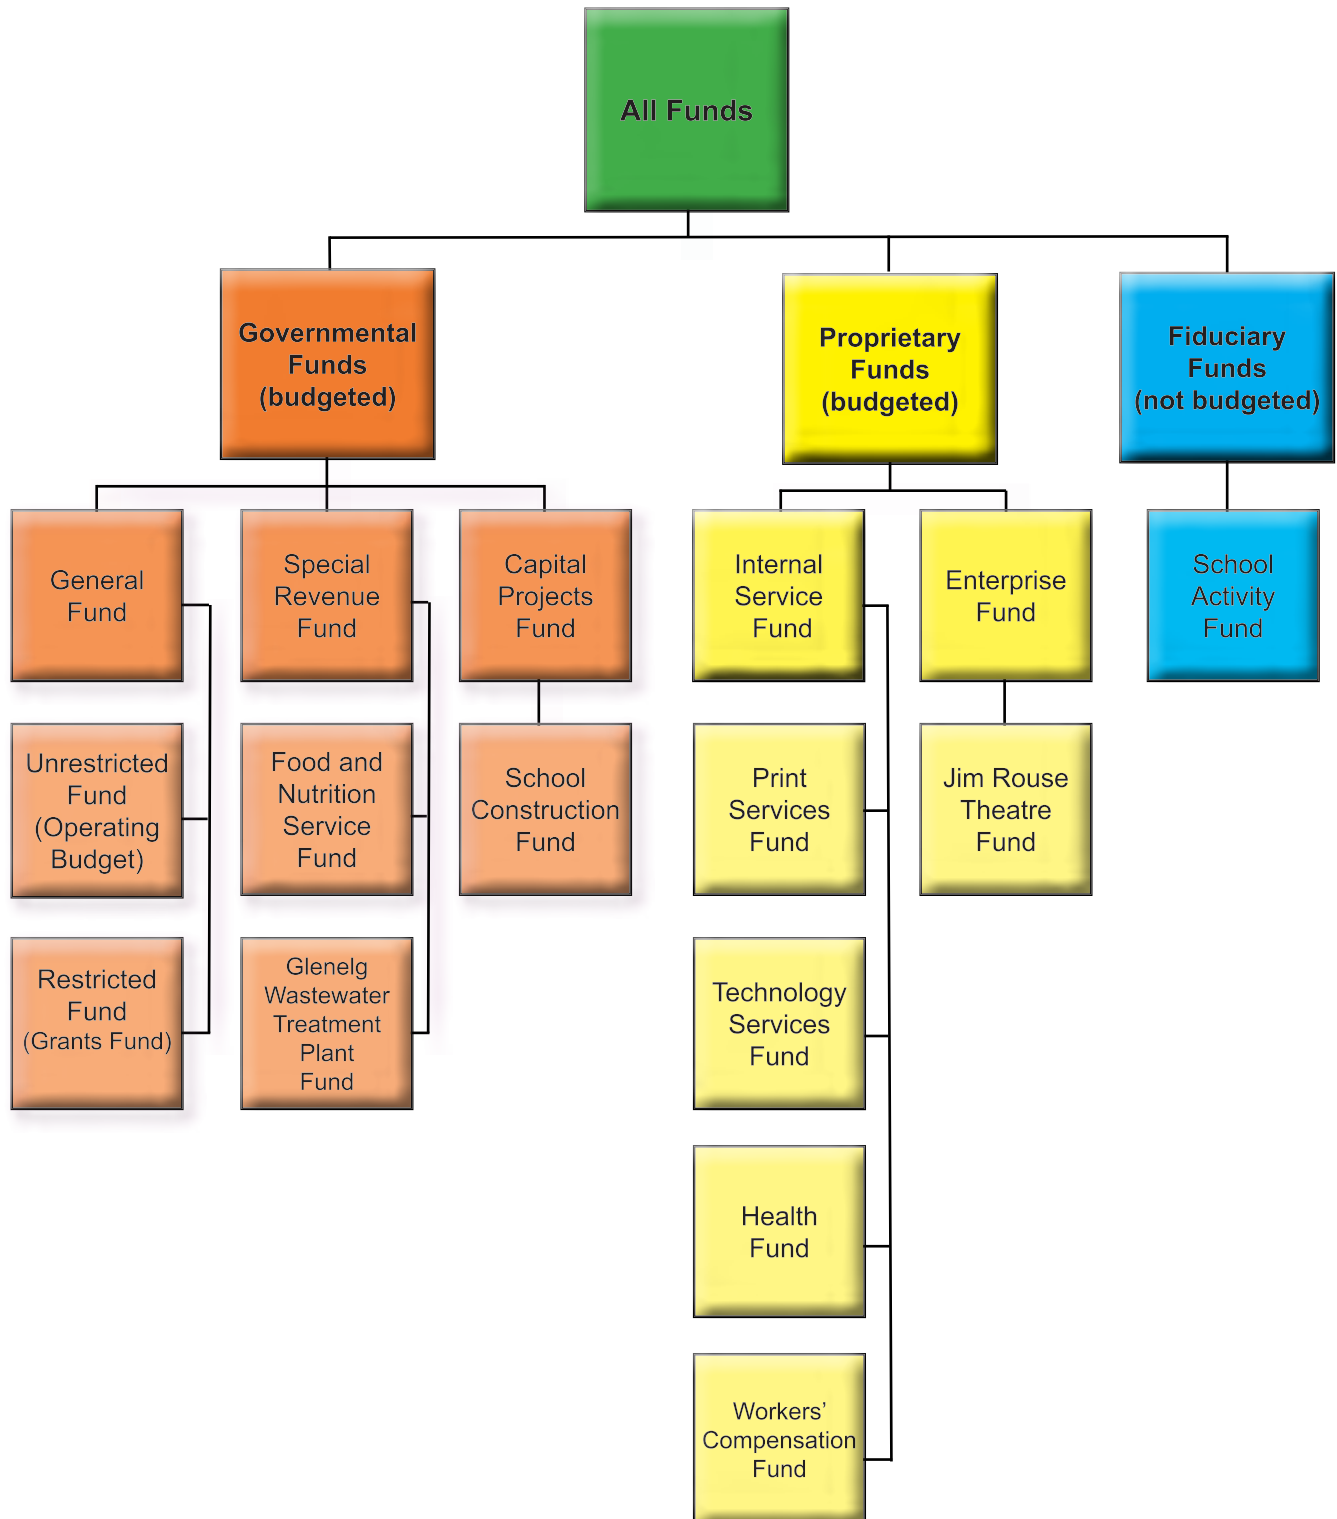 All Funds
Governmental
Funds
(budgeted)
Proprietary
Funds
(budgeted)
Fiduciary
Funds
(not budgeted)
General
Fund
Special
Revenue
Fund
Capital
Projects
Fund
Internal
Service
Fund
Enterprise
Fund
School
Activity
Fund
Unrestricted
Fund
(Operating
Budget)
Food and
Nutrition
Service
Fund
School
Construction
Fund
Print
Services
Fund
Jim Rouse
Theatre
Fund
Restricted
Fund
(Grants Fund)
Glenelg
Wastewater
Treatment
Plant
Fund
Technology
Services
Fund
Health
Fund
Workers’
Compensation
Fund